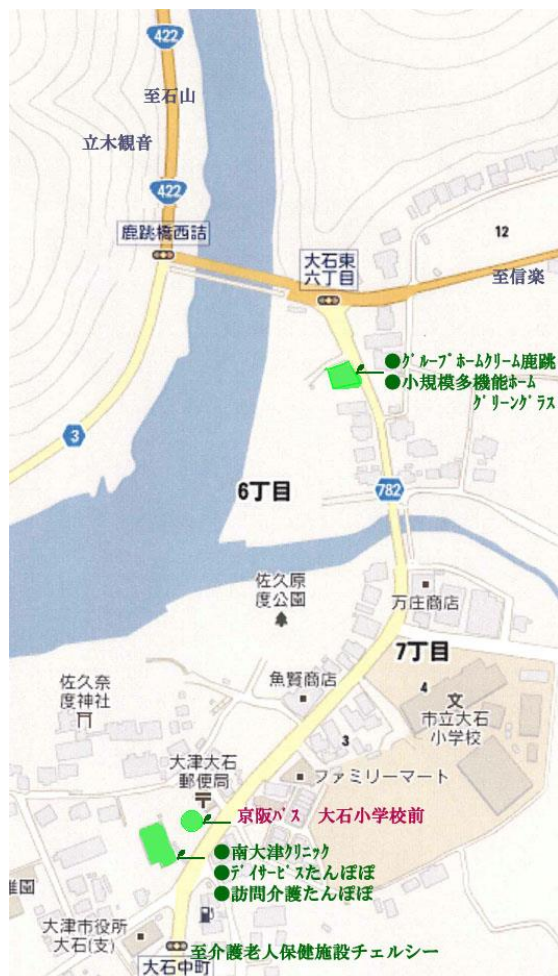 422
至石山
立木観音
422
鹿跳橋西詰
大石東
六丁目
12
至信楽
●グループホームクリーム鹿跳
●小規模多機能ホーム
グリーングラス
3
6丁目
782
佐久原
度公園
万庄商店
7丁目
佐久奈
度神社
魚賢商店
4
文
市立大石
小学校
3
大津大石
郵便局
〒
ファミリーマート
京阪バス 大石小学校前
●南大津クリニック
●デイサービスたんぽぽ
●訪問介護たんぽぽ
園
大津市役所
大石(支)
至介護老人保健施設チェルシー
大石中町